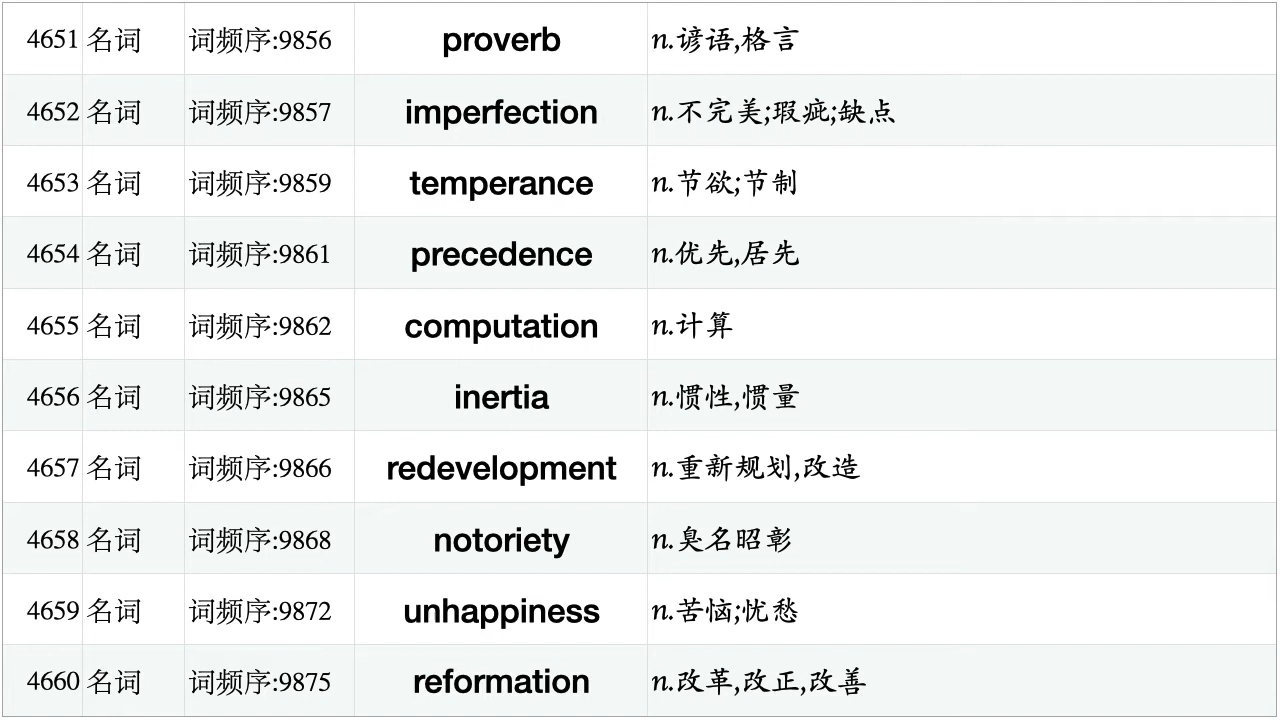 4651 名词 词频序:9856 proverb n.谚语,格言
4652 名词 词频序:9857 imperfection n.不完美;瑕疵;缺点
4653 名词 词频序:9859 temperance n.节欲;节制
4654 名词 词频序:9861 precedence n.优先,居先
4655 名词 词频序:9862 computation n.计算
4656 名词 词频序:9865 inertia n.惯性,惯量
4657 名词 词频序:9866 redevelopment n.重新规划,改造
4658 名词 词频序:9868 notoriety n.臭名昭彰
4659 名词 词频序:9872 unhappiness n.苦恼;忧愁
4660 名词 词频序:9875 reformation n.改革,改正,改善